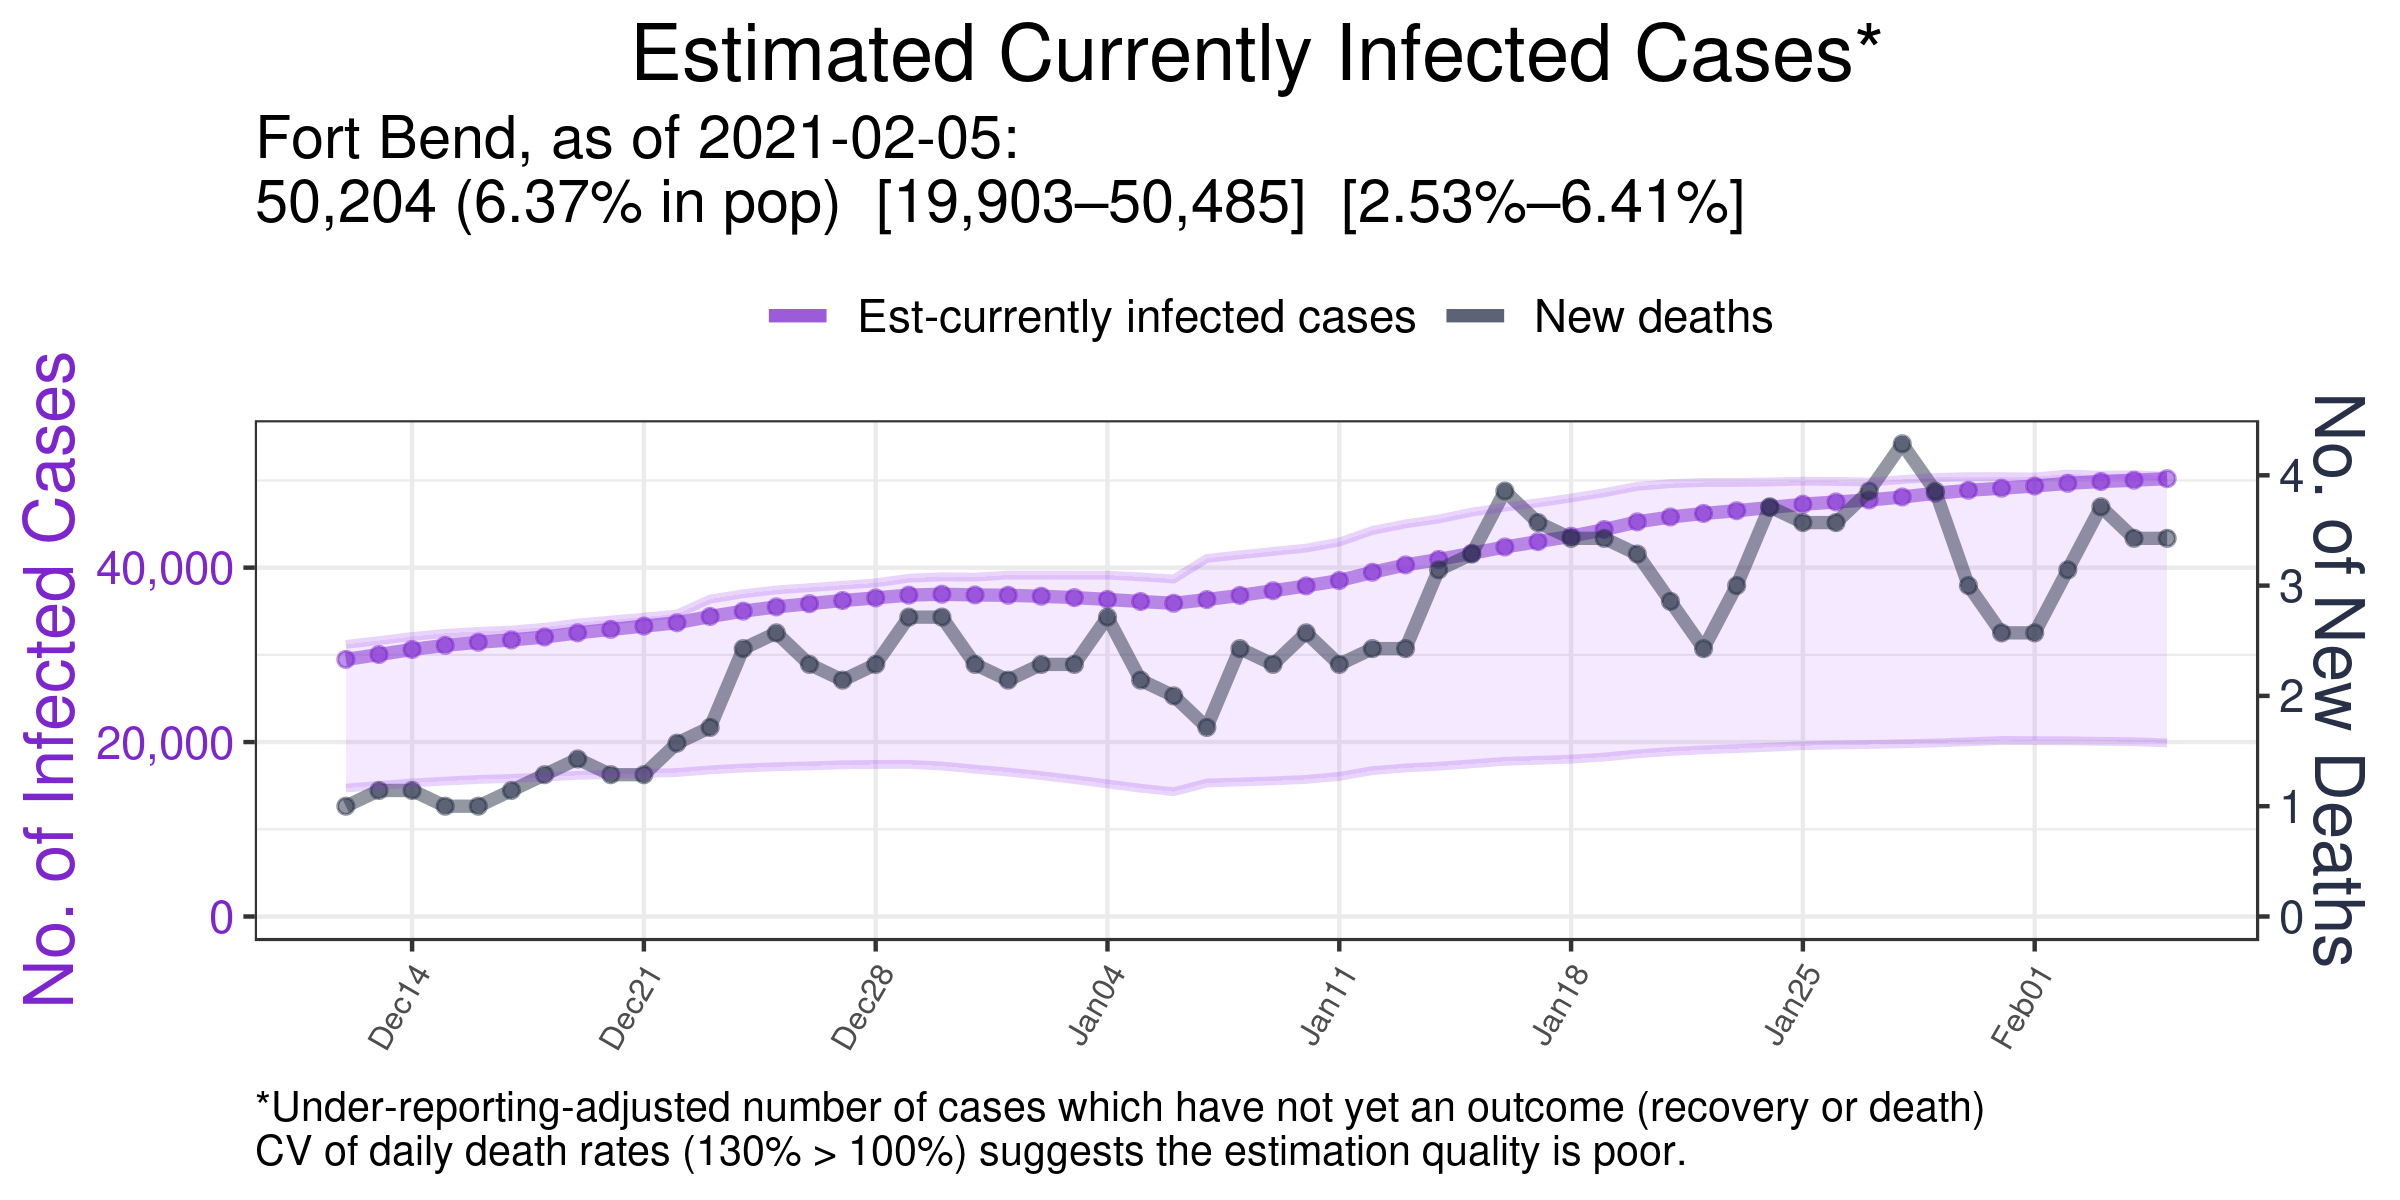 Estimated Currently Infected Cases*
Fort Bend, as of 2021-02-05:
50,204 (6.37% in pop)  [19,903–50,485]  [2.53%–6.41%]
Est-currently infected cases
New deaths
No. of Infected Cases
40,000
20,000
0
No. of New Deaths
4
3
2
1
0
Dec14
Dec21
Dec28
Jan04
Jan11
Jan18
Jan25
Feb01
*Under-reporting-adjusted number of cases which have not yet an outcome (recovery or death)
CV of daily death rates (130% > 100%) suggests the estimation quality is poor.